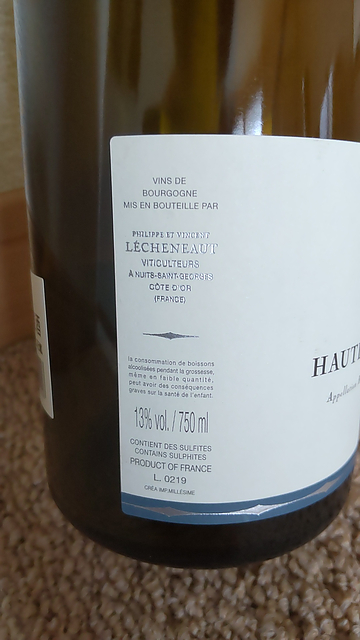 VINS DE
BOURGOGNE
MIS EN BOUTEILLE PAR
PHILIPPE ET VINCENT
LÉCHENEAUT
VITICULTEURS
À NUITS-SAINT-GEORGES
CÔTE D'OR
(FRANCE)
la consommation de boissons
alcoolisées pendant la grossesse,
même en faible quantité,
peut avoir des conséquences
graves sur la santé de l'enfant.
13% vol. / 750 ml
CONTIENT DES SULFITES
CONTAINS SULPHITES
PRODUCT OF FRANCE
L. 0219
CRÉA IMP. MILLÉSIME
HAUT
Appellation